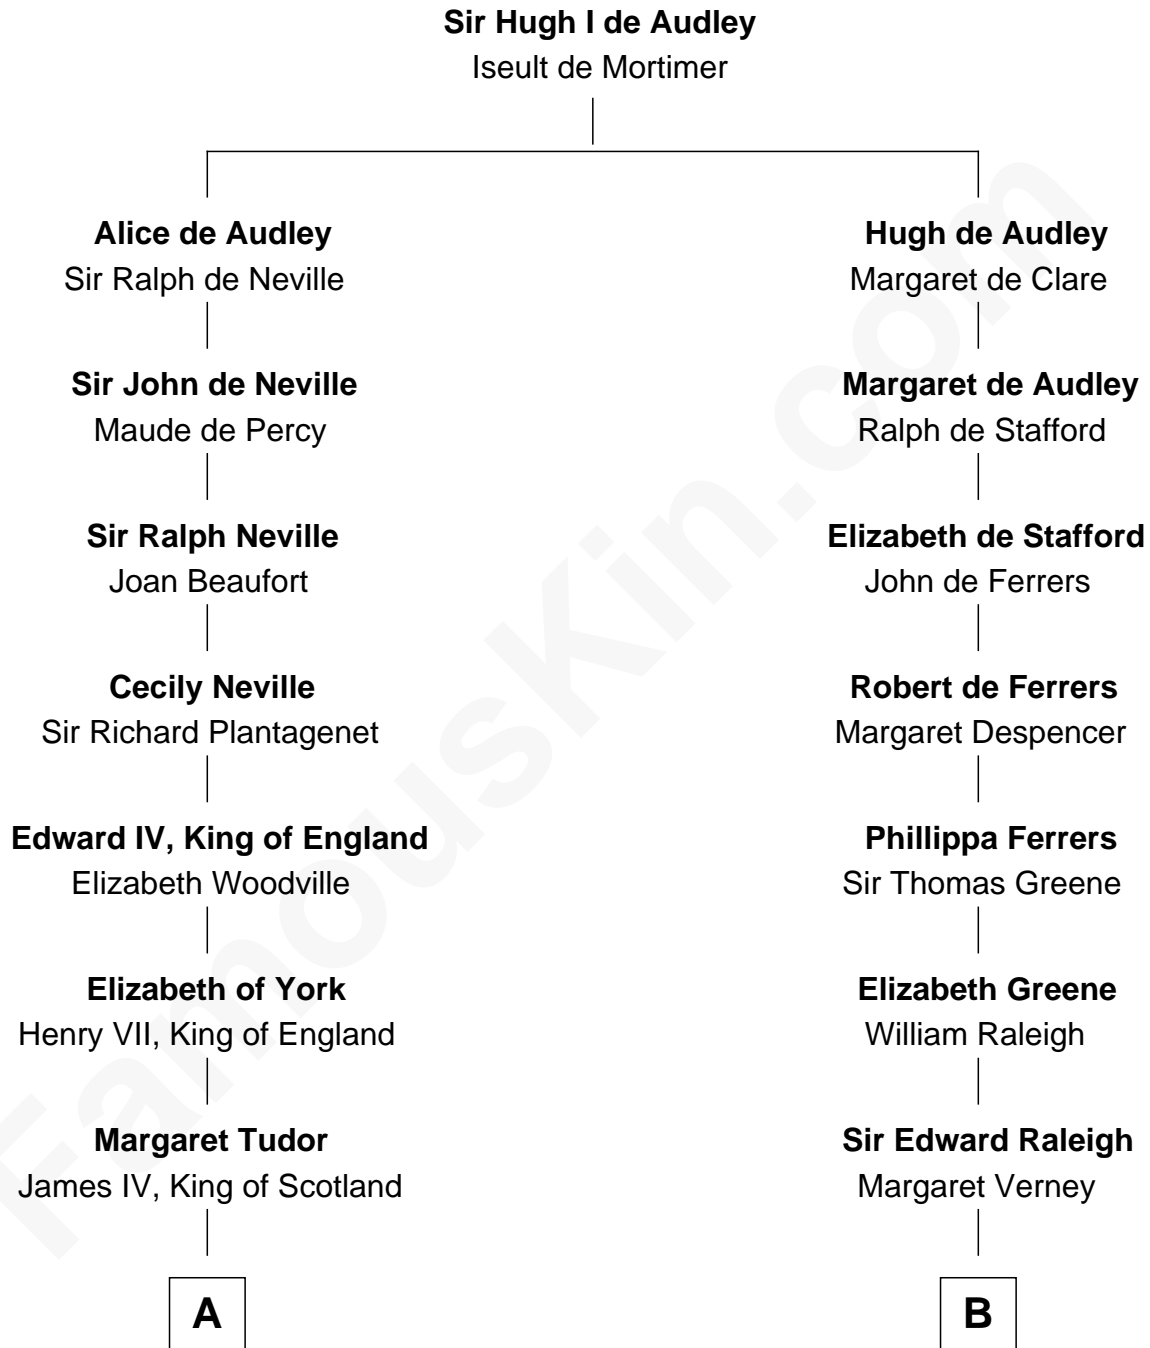 Sir Hugh I de Audley
Iseult de Mortimer
Alice de Audley
Sir Ralph de Neville
Hugh de Audley
Margaret de Clare
Sir John de Neville
Maude de Percy
Margaret de Audley
Ralph de Stafford
Sir Ralph Neville
Joan Beaufort
Elizabeth de Stafford
John de Ferrers
Cecily Neville
Sir Richard Plantagenet
Robert de Ferrers
Margaret Despencer
Edward IV, King of England
Elizabeth Woodville
Phillippa Ferrers
Sir Thomas Greene
Elizabeth of York
Henry VII, King of England
Elizabeth Greene
William Raleigh
Margaret Tudor
James IV, King of Scotland
Sir Edward Raleigh
Margaret Verney
A
B
FamousKin.com